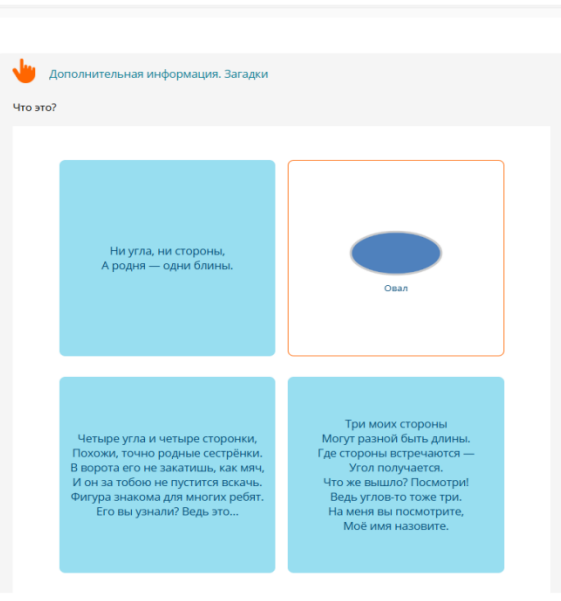 Дополнительная информация. Загадки
Что это?
Ни угла, ни стороны,
А родня — одни блины.
Овал
Четыре угла и четыре сторонки,
Похожи, точно родные сестрёнки.
В ворота его не закатишь, как мяч,
И он за тобою не пустится вскачь.
Фигура знакома для многих ребят.
Его вы узнали? Ведь это...
Три моих стороны
Могут разной быть длины.
Где стороны встречаются —
Угол получается.
Что же вышло? Посмотри!
Ведь углов-то тоже три.
На меня вы посмотрите,
Моё имя назовите.